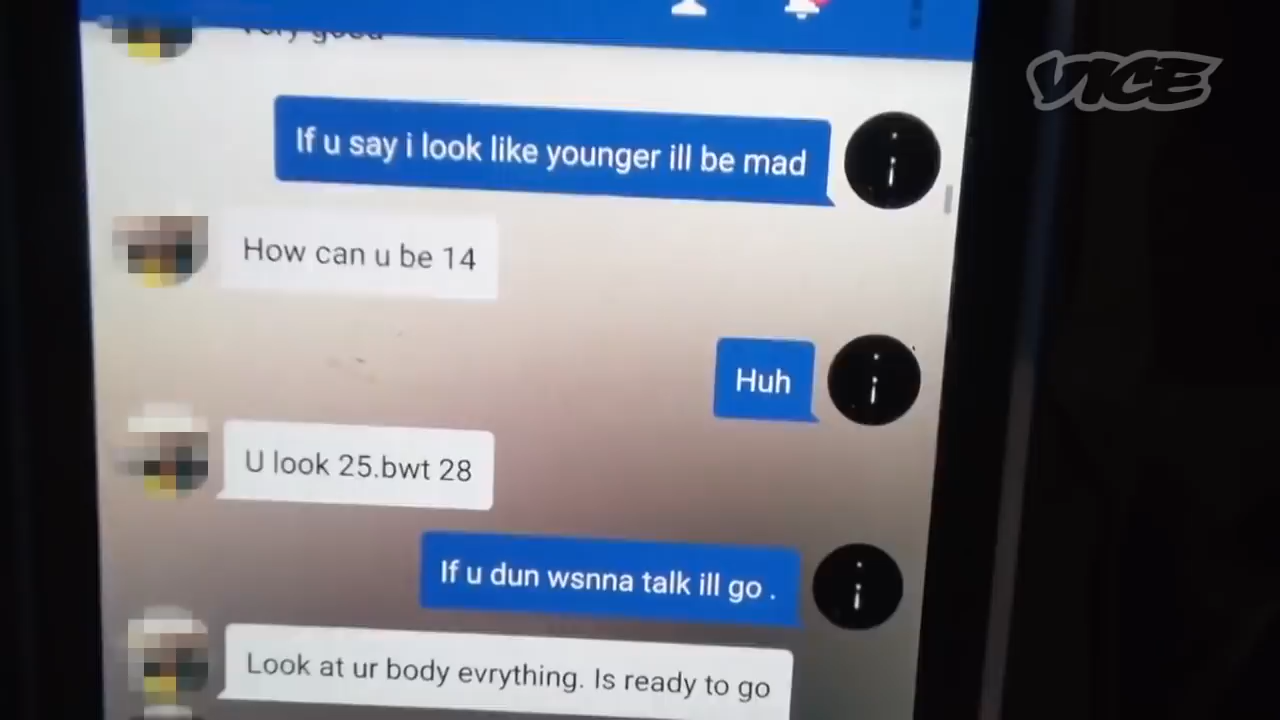 VICE
If u say i look like younger ill be mad
How can u be 14
Huh
U look 25.bwt 28
If u dun wsnna talk ill go .
Look at ur body evrything. Is ready to go